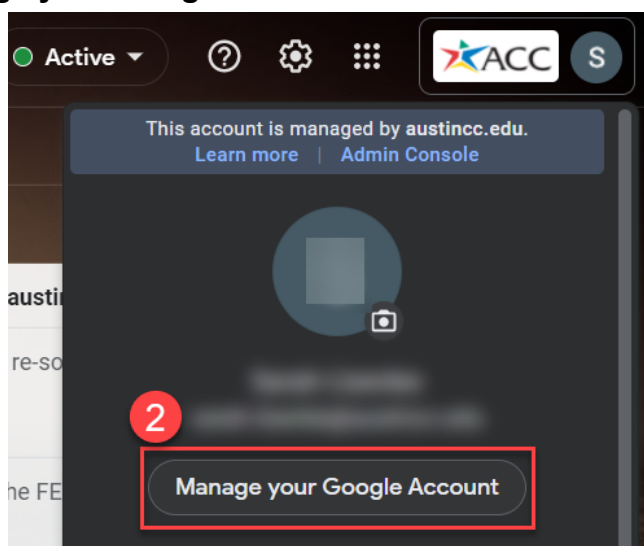 Active
ACC
S
This account is managed by austincc.edu.
Learn more | Admin Console
re-so
2
Manage your Google Account
he FE